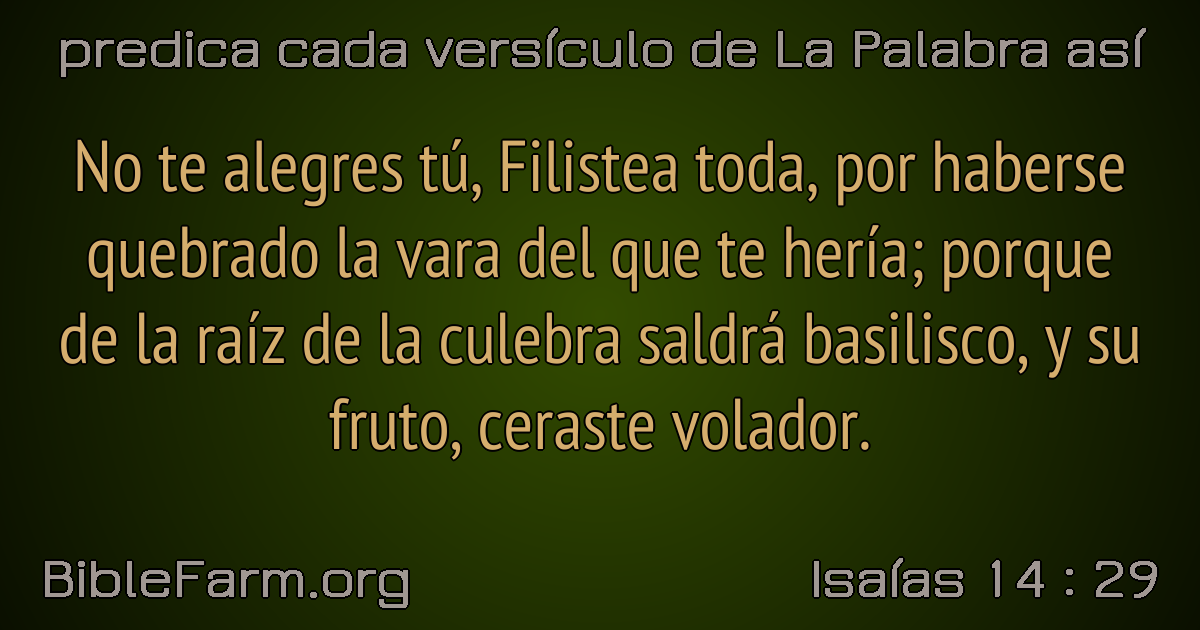 predica cada versículo de La Palabra así
No te alegres tú, Filistea toda, por haberse
quebrado la vara del que te hería; porque
de la raíz de la culebra saldrá basilisco, y su
fruto, ceraste volador.
BibleFarm.org
Isaías 14 : 29